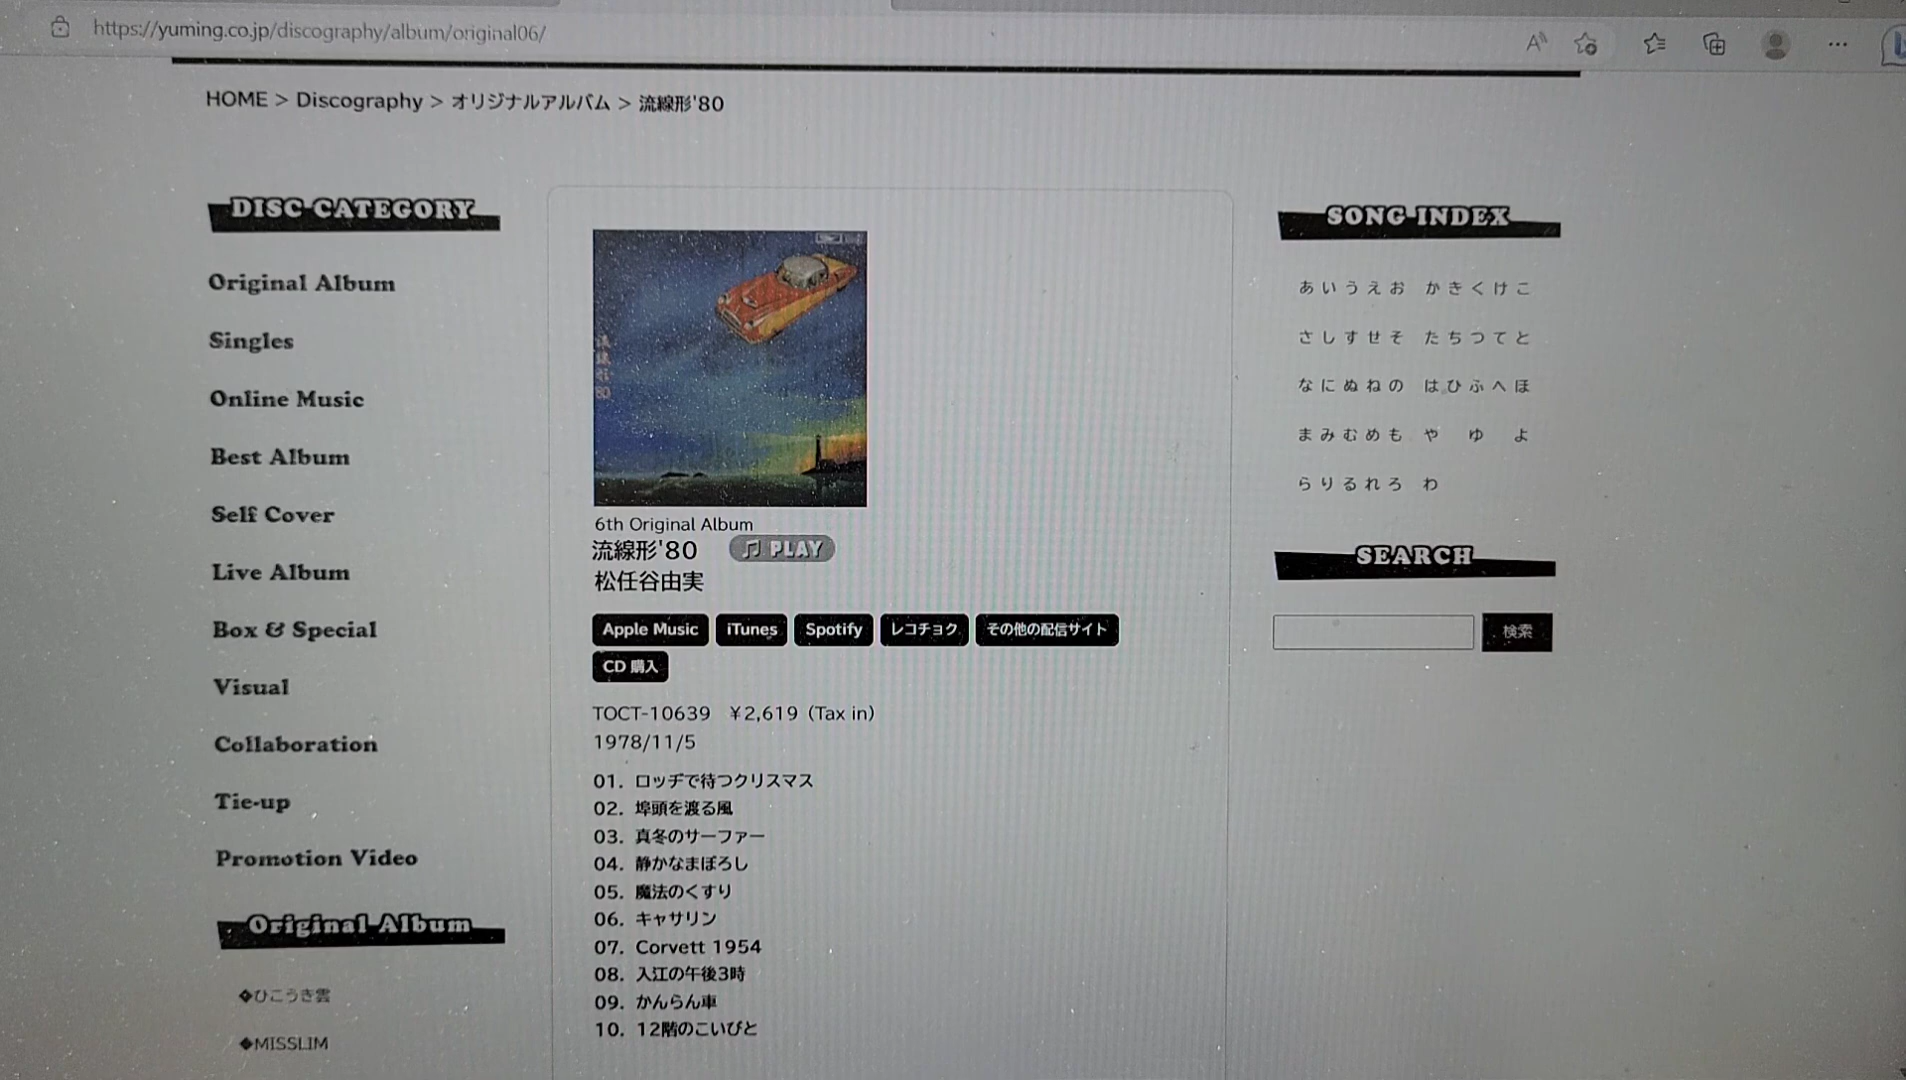 https://yuming.co.jp/discography/album/original06/
HOME > Discography > オリジナルアルバム > 流線形'80
DISC CATEGORY
Original Album
Singles
Online Music
Best Album
Self Cover
Live Album
Box & Special
Visual
Collaboration
Tie-up
Promotion Video
Original Album
◆ひこうき雲
◆MISSLIM
流線形'80
6th Original Album
流線形'80 PLAY
松任谷由実
Apple Music iTunes Spotify レコチョク その他の配信サイト
CD 購入
TOCT-10639 ¥2,619 (Tax in)
1978/11/5
01. ロッヂで待つクリスマス
02. 埠頭を渡る風
03. 真冬のサーファー
04. 静かなまぼろし
05. 魔法のくすり
06. キャサリン
07. Corvett 1954
08. 入江の午後3時
09. かんらん車
10. 12階のこいびと
SONG INDEX
あ い う え お か き く け こ
さ し す せ そ た ち つ て と
な に ぬ ね の は ひ ふ へ ほ
ま み む め も や ゆ よ
ら り る れ ろ わ
SEARCH
検索